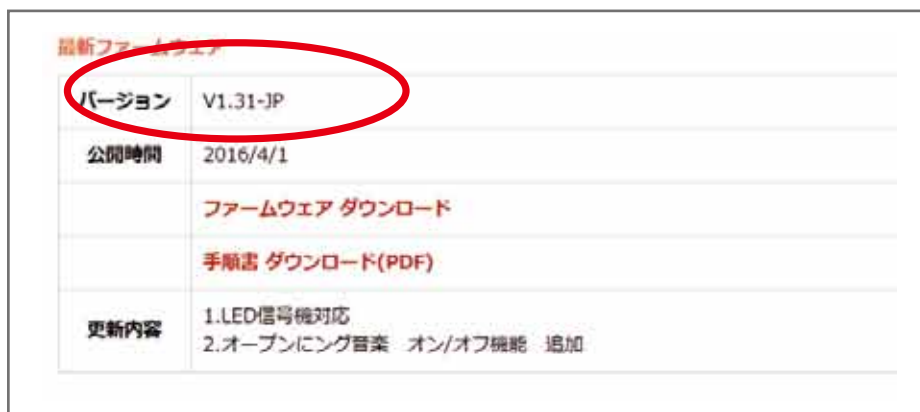 最新ファームウェア
バージョン V1.31-JP
公開時間 2016/4/1
ファームウェア ダウンロード
手順書 ダウンロード(PDF)
更新内容 1.LED信号機対応
2.オープンにング音楽　オン/オフ機能　追加